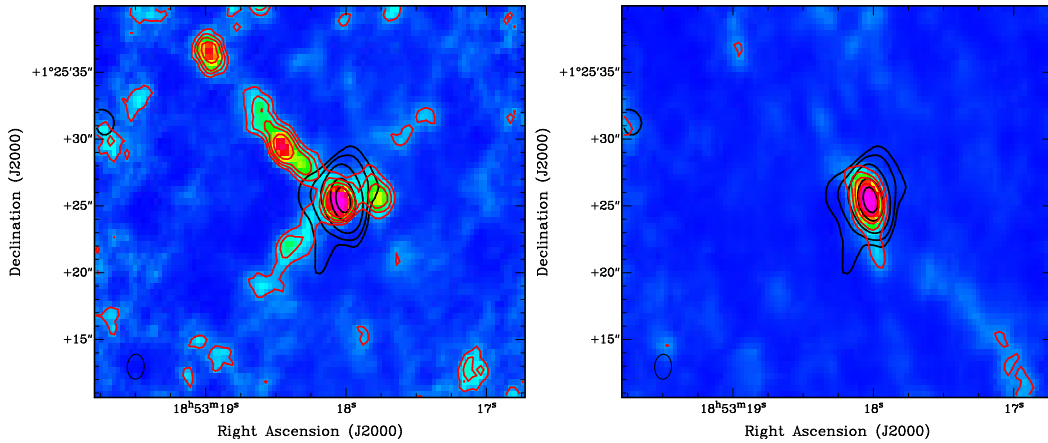 +1°25'35"
+30"
+25"
+20"
+15"
Declination (J2000)
18ʰ53ᵐ19ˢ
18ˢ
17ˢ
Right Ascension (J2000)
+1°25'35"
+30"
+25"
+20"
+15"
Declination (J2000)
18ʰ53ᵐ19ˢ
18ˢ
17ˢ
Right Ascension (J2000)